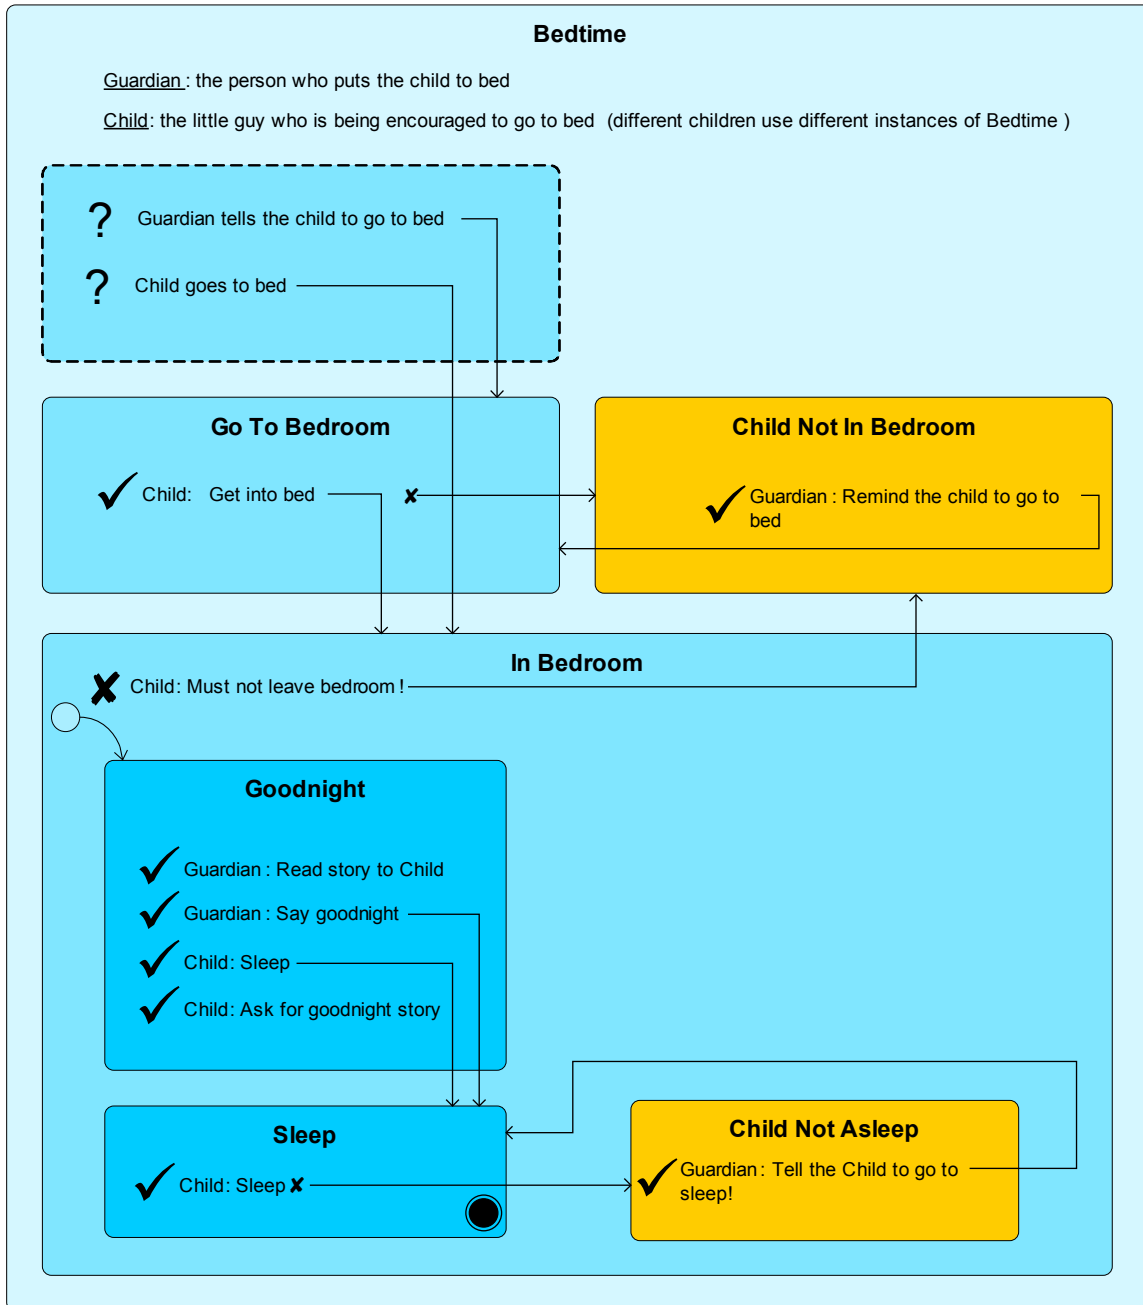 Bedtime
Guardian : the person who puts the child to bed
Child: the little guy who is being encouraged to go to bed (different children use different instances of Bedtime )
? Guardian tells the child to go to bed
? Child goes to bed
Go To Bedroom
Child: Get into bed
Child Not In Bedroom
Guardian : Remind the child to go to
bed
In Bedroom
Child: Must not leave bedroom !
Goodnight
Guardian : Read story to Child
Guardian : Say goodnight
Child: Sleep
Child: Ask for goodnight story
Sleep
Child: Sleep
Child Not Asleep
Guardian : Tell the Child to go to
sleep!